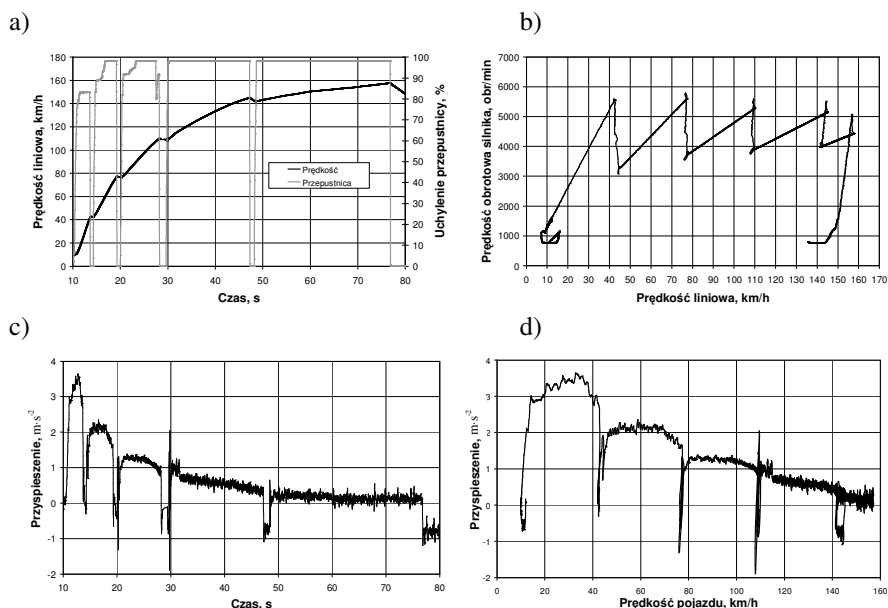 a)
180
160
140
120
100
80
60
40
20
0
Prędkość liniowa, km/h
100
90
80
70
60
50
40
30
20
10
0
Uchylenie przepustnicy, %
Prędkość
Przepustnica
10 20 30 40 50 60 70 80
Czas, s
b)
7000
6000
5000
4000
3000
2000
1000
0
Prędkość obrotowa silnika, obr/min
0 10 20 30 40 50 60 70 80 90 100 110 120 130 140 150 160 170
Prędkość liniowa, km/h
c)
4
3
2
1
0
-1
-2
Przyspieszenie, m·s-2
10 20 30 40 50 60 70 80
Czas, s
d)
4
3
2
1
0
-1
-2
Przyspieszenie, m·s-2
0 20 40 60 80 100 120 140 160
Prędkość pojazdu, km/h